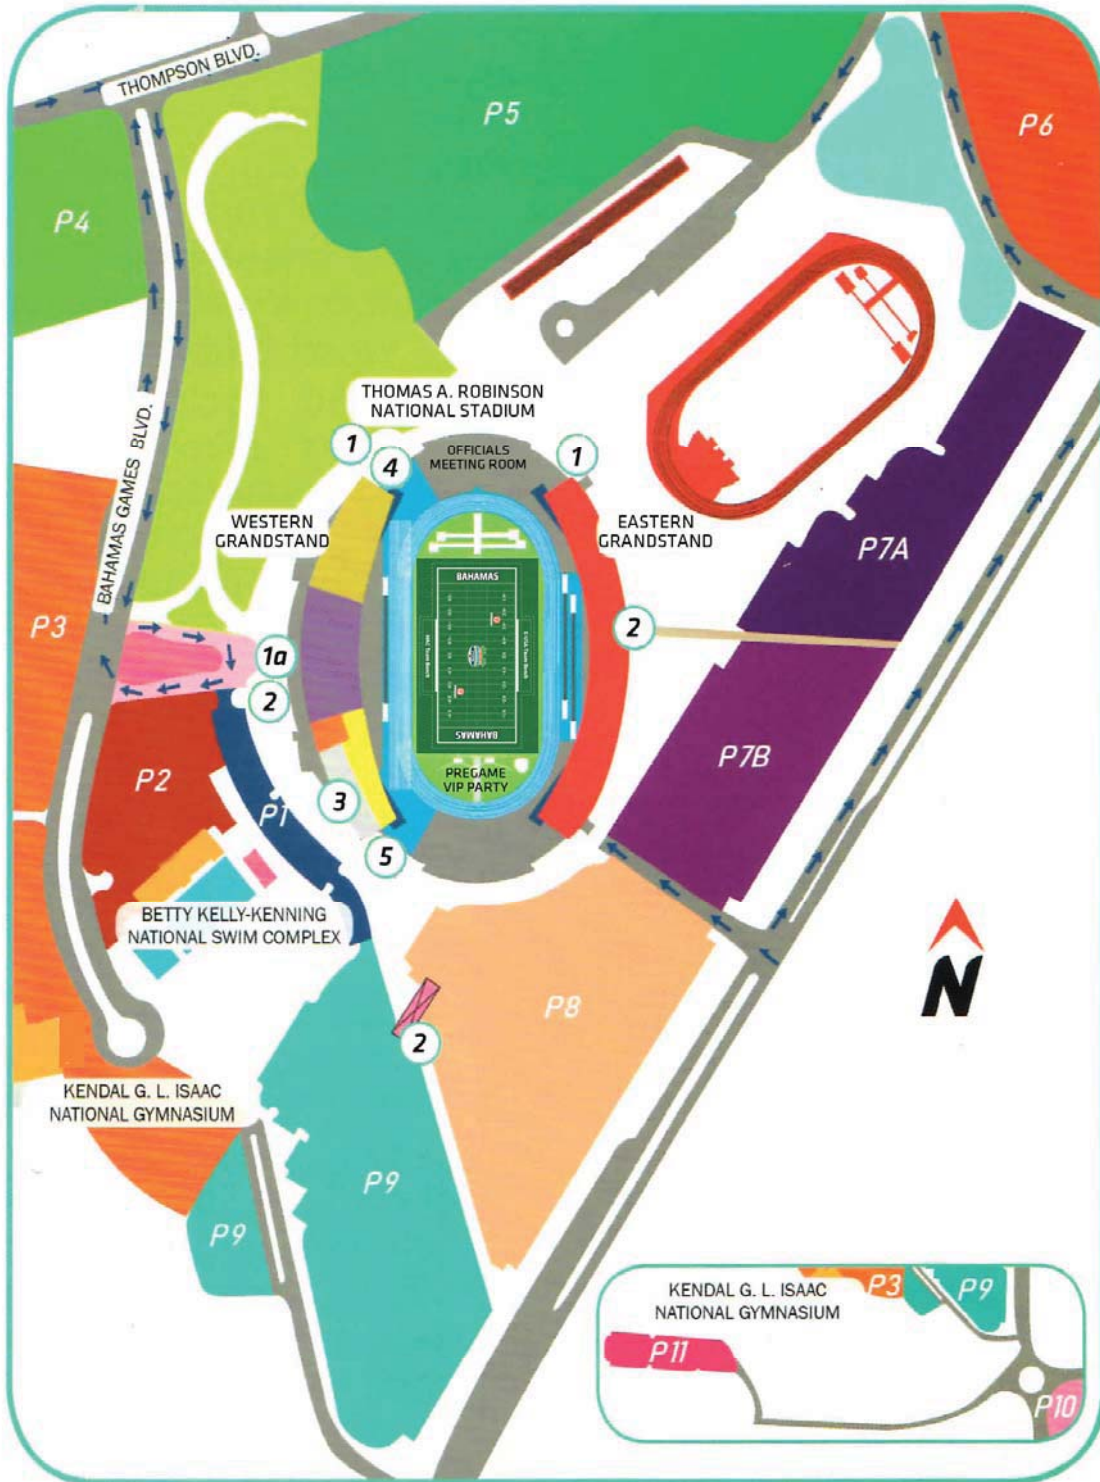 THOMPSON BLVD.
P5
P6
P4
THOMAS A. ROBINSON
NATIONAL STADIUM
1
4
OFFICIALS
MEETING ROOM
1
WESTERN
GRANDSTAND
EASTERN
GRANDSTAND
BAHAMAS GAMES BLVD.
P7A
BAHAMAS
P3
2
1a
2
P7B
BAHAMAS
P2
PREGAME
VIP PARTY
P1
3
5
BETTY KELLY-KENNING
NATIONAL SWIM COMPLEX
N
P8
2
KENDAL G. L. ISAAC
NATIONAL GYMNASIUM
P9
P9
KENDAL G. L. ISAAC
NATIONAL GYMNASIUM
P3
P9
P11
P10